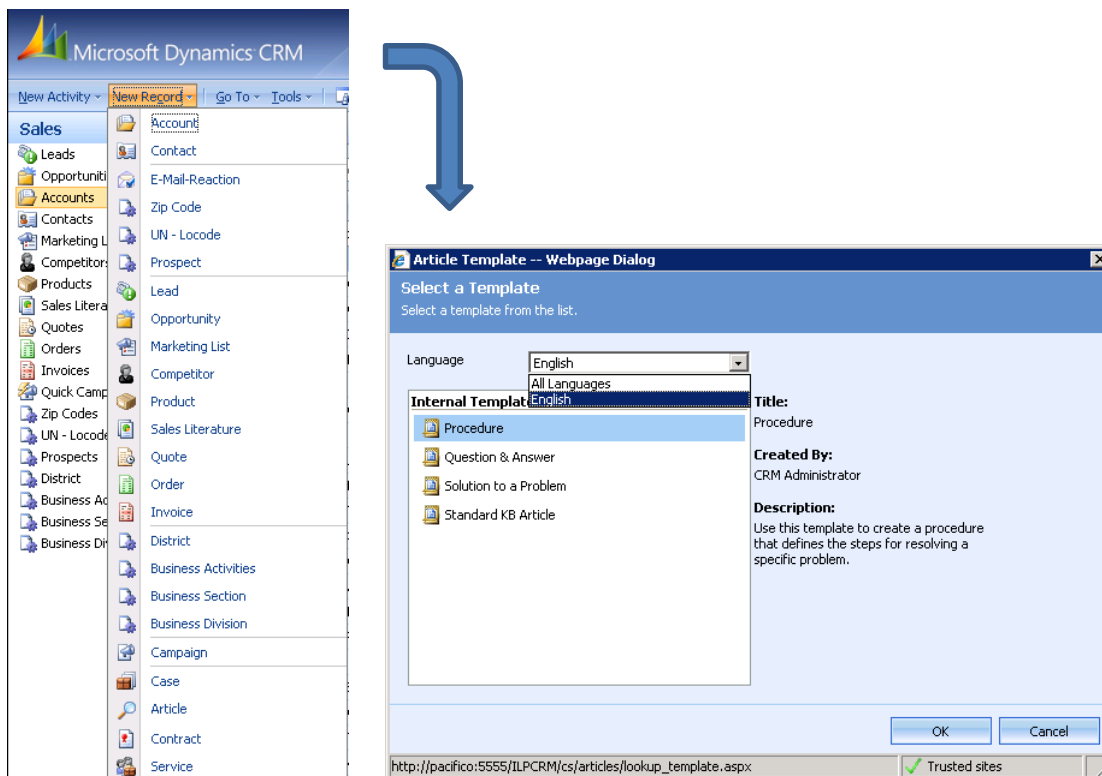 Microsoft Dynamics CRM
New Activity
New Record
Go To
Tools
Sales
Leads
Opportuniti
Accounts
Contacts
Marketing L
Competitor
Products
Sales Litera
Quotes
Orders
Invoices
Quick Camp
Zip Codes
UN - Locode
Prospects
District
Business Ac
Business Se
Business Di
Account
Contact
E-Mail-Reaction
Zip Code
UN - Locode
Prospect
Lead
Opportunity
Marketing List
Competitor
Product
Sales Literature
Quote
Order
Invoice
District
Business Activities
Business Section
Business Division
Campaign
Case
Article
Contract
Service
Article Template -- Webpage Dialog
Select a Template
Select a template from the list.
Language
English
All Languages
English
Internal Templat
Procedure
Question & Answer
Solution to a Problem
Standard KB Article
Title:
Procedure
Created By:
CRM Administrator
Description:
Use this template to create a procedure
that defines the steps for resolving a
specific problem.
OK
Cancel
http://pacifico:5555/ILPCRM/cs/articles/lookup_template.aspx
Trusted sites